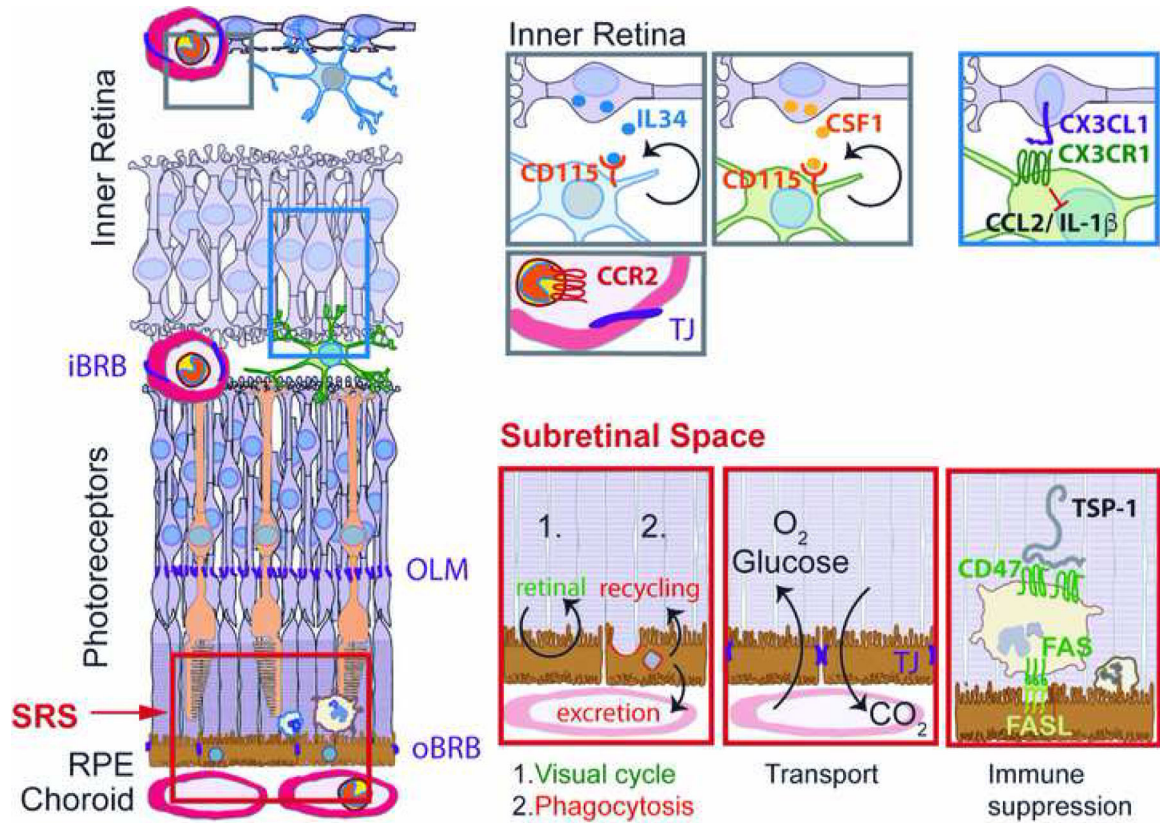 Inner Retina
iBRB
Photoreceptors
OLM
SRS
oBRB
RPE
Choroid
Inner Retina
IL34
CD115
CSF1
CD115
CX3CL1
CX3CR1
CCL2/ IL-1β
CCR2
TJ
Subretinal Space
1. 2.
retinal recycling
excretion
1.Visual cycle
2.Phagocytosis
O2
Glucose
TJ
CO2
Transport
TSP-1
CD47
FAS
FASL
Immune
suppression